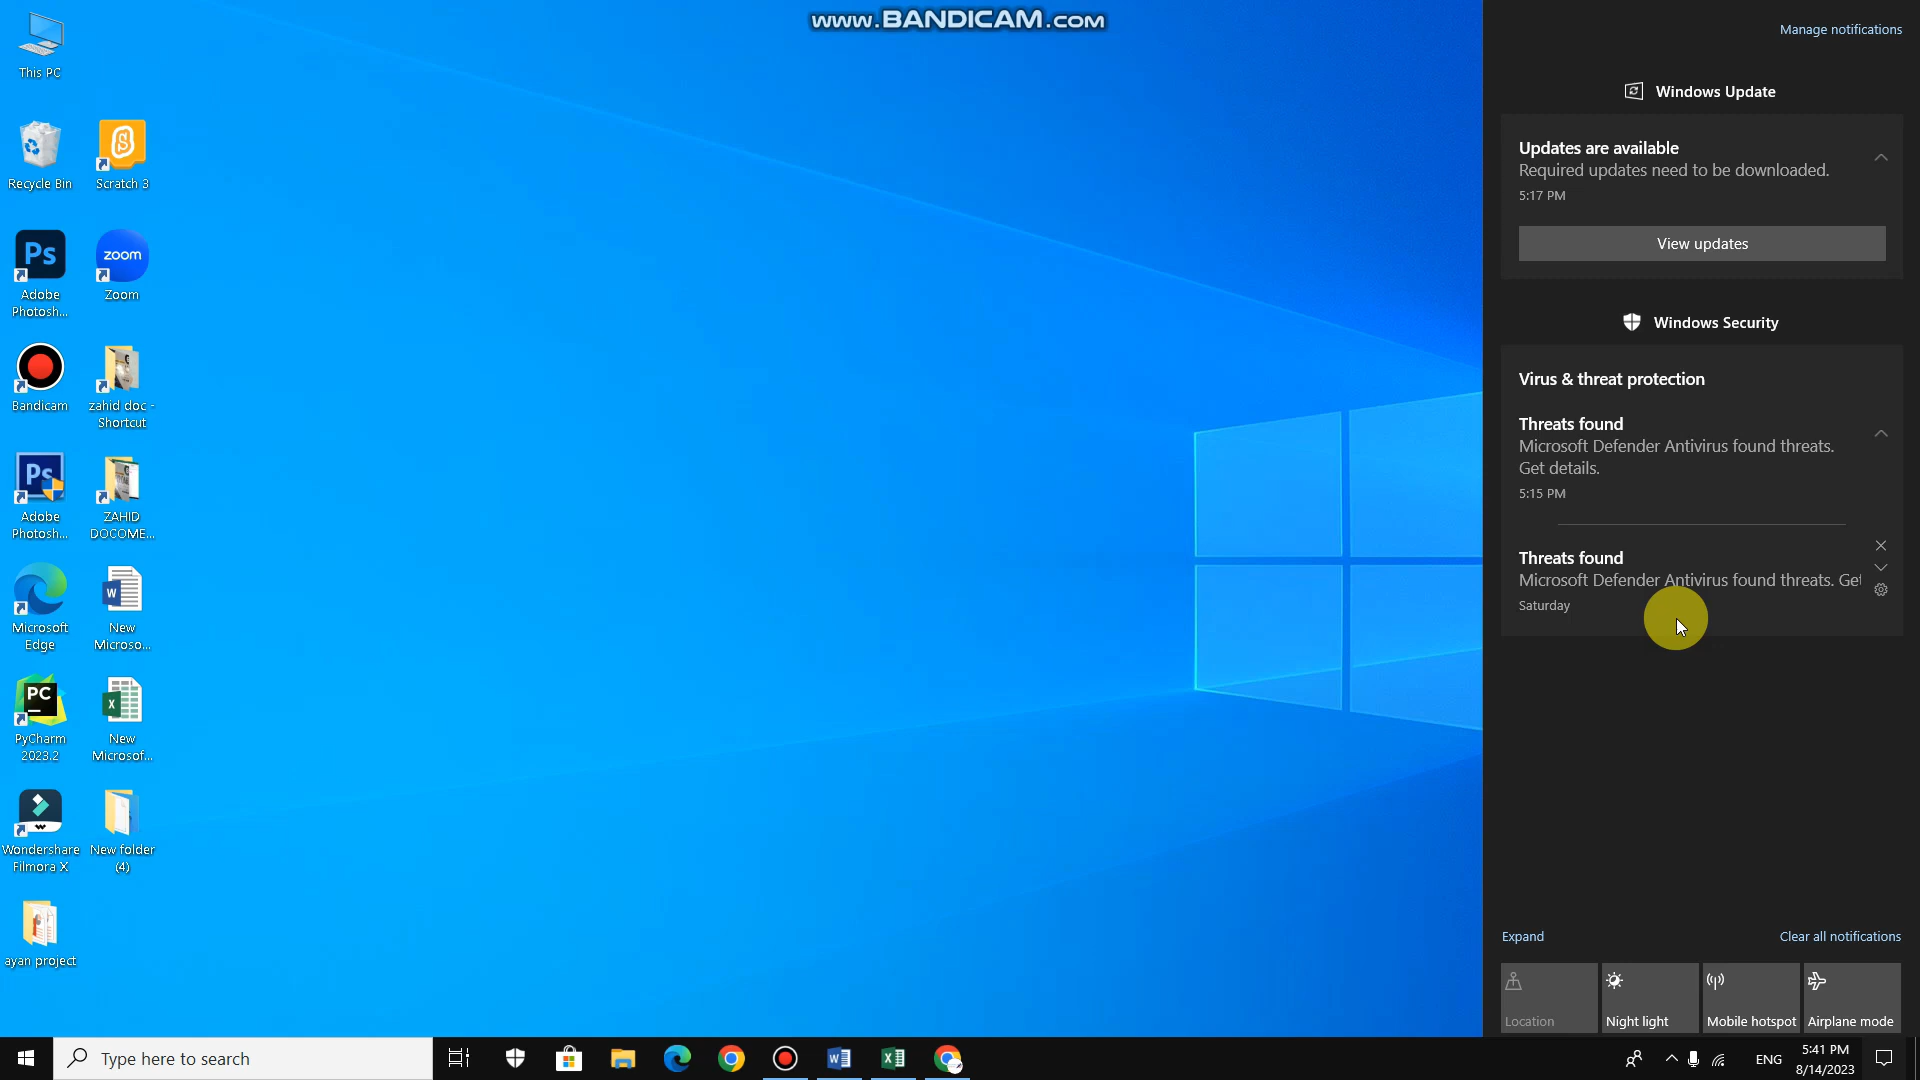 www.BANDICAM.com
This PC
Recycle Bin
Scratch 3
Ps
Adobe
Photosh...
zoom
Zoom
Bandicam
zahid doc -
Shortcut
Ps
Adobe
Photosh...
ZAHID
DOCOME...
Microsoft
Edge
W
New
Microso...
PC
PyCharm
2023.2
X
New
Microsof...
Wondershare
Filmora X
New folder
(4)
ayan project
Manage notifications
Windows Update
Updates are available
Required updates need to be downloaded.
5:17 PM
View updates
Windows Security
Virus & threat protection
Threats found
Microsoft Defender Antivirus found threats.
Get details.
5:15 PM
Threats found
Microsoft Defender Antivirus found threats. Get
Saturday
Expand
Clear all notifications
Location
Night light
Mobile hotspot
Airplane mode
Type here to search
ENG
5:41 PM
8/14/2023